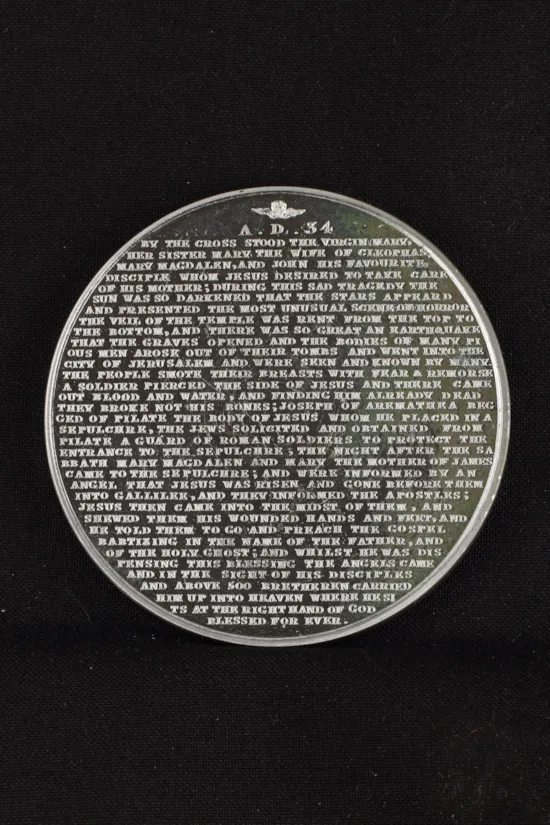 A.D. 34
BY THE CROSS STOOD THE VIRGIN MARY,
HER SISTER MARY THE WIFE OF CLEOPHAS,
MARY MAGDALEN, AND JOHN HIS FAVOURITE
DISCIPLE WHOM JESUS DESIRED TO TAKE CARE
OF HIS MOTHER; DURING THIS SAD TRAGEDY THE
SUN WAS SO DARKENED THAT THE STARS APPEARD
AND PRESENTED THE MOST UNUSUAL SCENE OF HORROR
THE VEIL OF THE TEMPLE WAS RENT FROM THE TOP TO
THE BOTTOM, AND THERE WAS SO GREAT AN EARTHQUAKE
THAT THE GRAVES OPENED AND THE BODIES OF MANY PI
OUS MEN AROSE OUT OF THEIR TOMBS AND WENT INTO THE
CITY OF JERUSALEM AND WERE SEEN AND KNOWN BY MANY.
THE PEOPLE SMOTE THEIR BREASTS WITH FEAR & REMORSE
A SOLDIER PIERCED THE SIDE OF JESUS AND THERE CAME
OUT BLOOD AND WATER, AND FINDING HIM ALREADY DEAD
THEY BROKE NOT HIS BONES; JOSEPH OF AREMATHEA BEG
GED OF PILATE THE BODY OF JESUS WHOM HE PLACED IN A
SEPULCHRE, THE JEWS SOLICITED AND OBTAINED FROM
PILATE A GUARD OF ROMAN SOLDIERS TO PROTECT THE
ENTRANCE TO THE SEPULCHRE; THE NIGHT AFTER THE SA
BBATH MARY MAGDALEN AND MARY THE MOTHER OF JAMES
CAME TO THE SEPULCHRE; AND WERE INFORMED BY AN
ANGEL THAT JESUS WAS RISEN AND GONE BEFORE THEM
INTO GALLILEE, AND THEY INFORMED THE APOSTLES;
JESUS THEN CAME INTO THE MIDST OF THEM, AND
SHEWED THEM HIS WOUNDED HANDS AND FEET, AND
HE TOLD THEM TO GO AND PREACH THE GOSPEL
BABTIZING IN THE NAME OF THE FATHER, AND
OF THE HOLY GHOST; AND WHILST HE WAS DIS
PENSING THIS BLESSING THE ANGELS CAME
AND IN THE SIGHT OF HIS DISCIPLES
AND ABOVE 500 BRETHEREN CARRIED
HIM UP INTO HEAVEN WHERE HE SI
TS AT THE RIGHT HAND OF GOD
BLESSED FOR EVER.